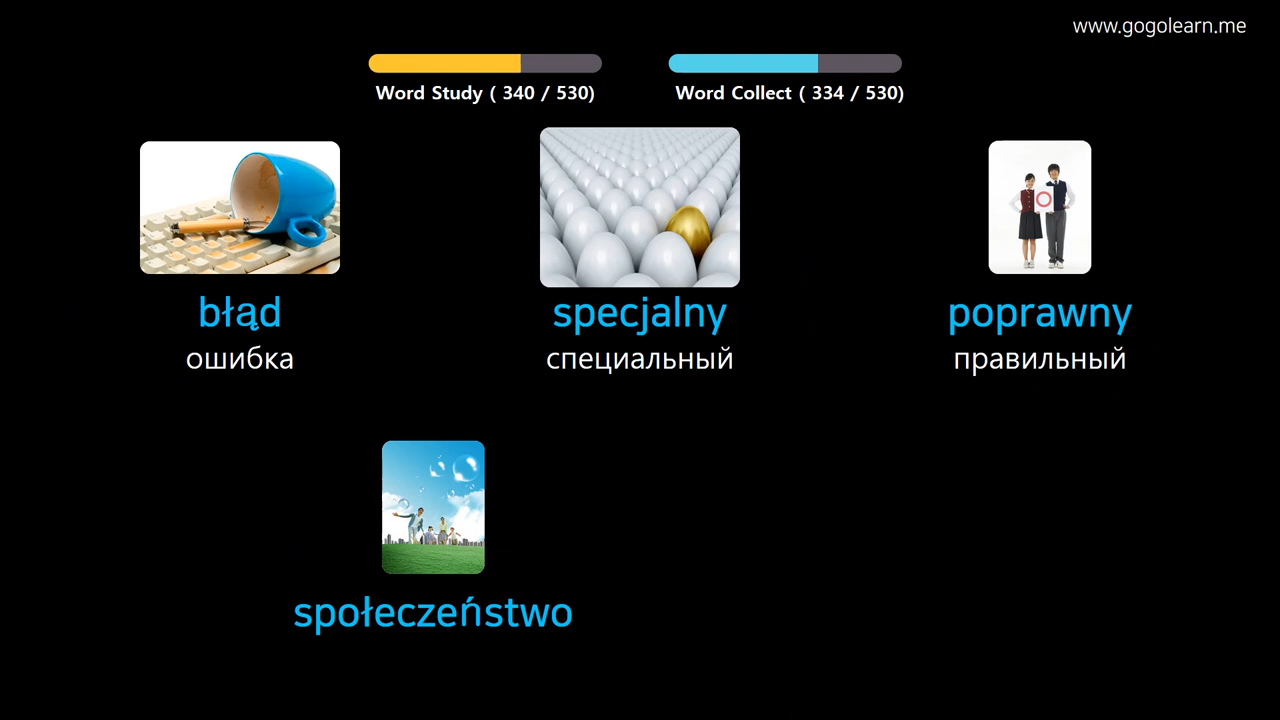 www.gogolearn.me
Word Study ( 340 / 530)
Word Collect ( 334 / 530)
błąd
specjalny
poprawny
ошибка
специальный
правильный
społeczeństwo